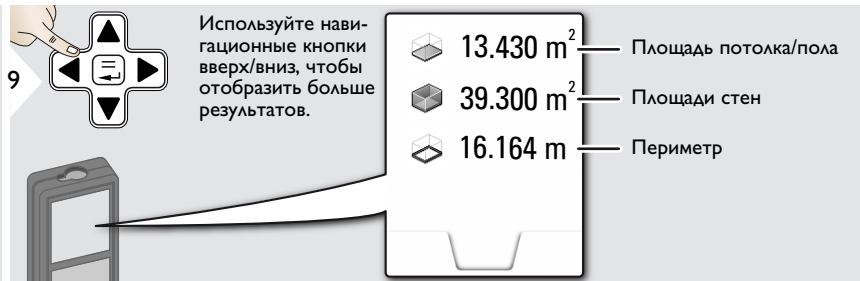 9
Используйте нави-
гационные кнопки
вверх/вниз, чтобы
отобразить больше
результатов.
13.430 m² Площадь потолка/пола
39.300 m² Площади стен
16.164 m Периметр